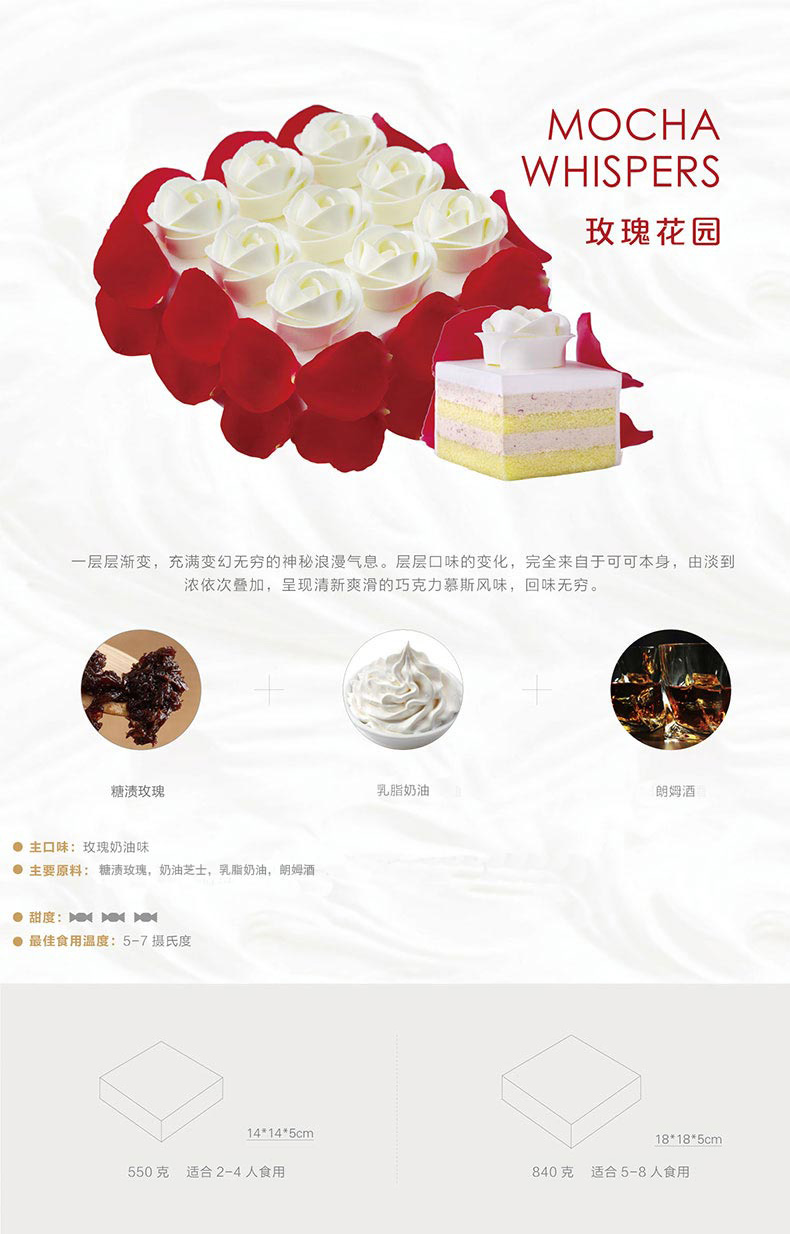 MOCHA
WHISPERS
玫瑰花园
一层层渐变，充满变幻无穷的神秘浪漫气息。层层口味的变化，完全来自于可可本身，由淡到
浓依次叠加，呈现清新爽滑的巧克力慕斯风味，回味无穷。
糖渍玫瑰
乳脂奶油
朗姆酒
主口味：玫瑰奶油味
主要原料：糖渍玫瑰，奶油芝士，乳脂奶油，朗姆酒
甜度：
最佳食用温度：5-7 摄氏度
14*14*5cm
550 克 适合 2-4 人食用
18*18*5cm
840 克 适合 5-8 人食用